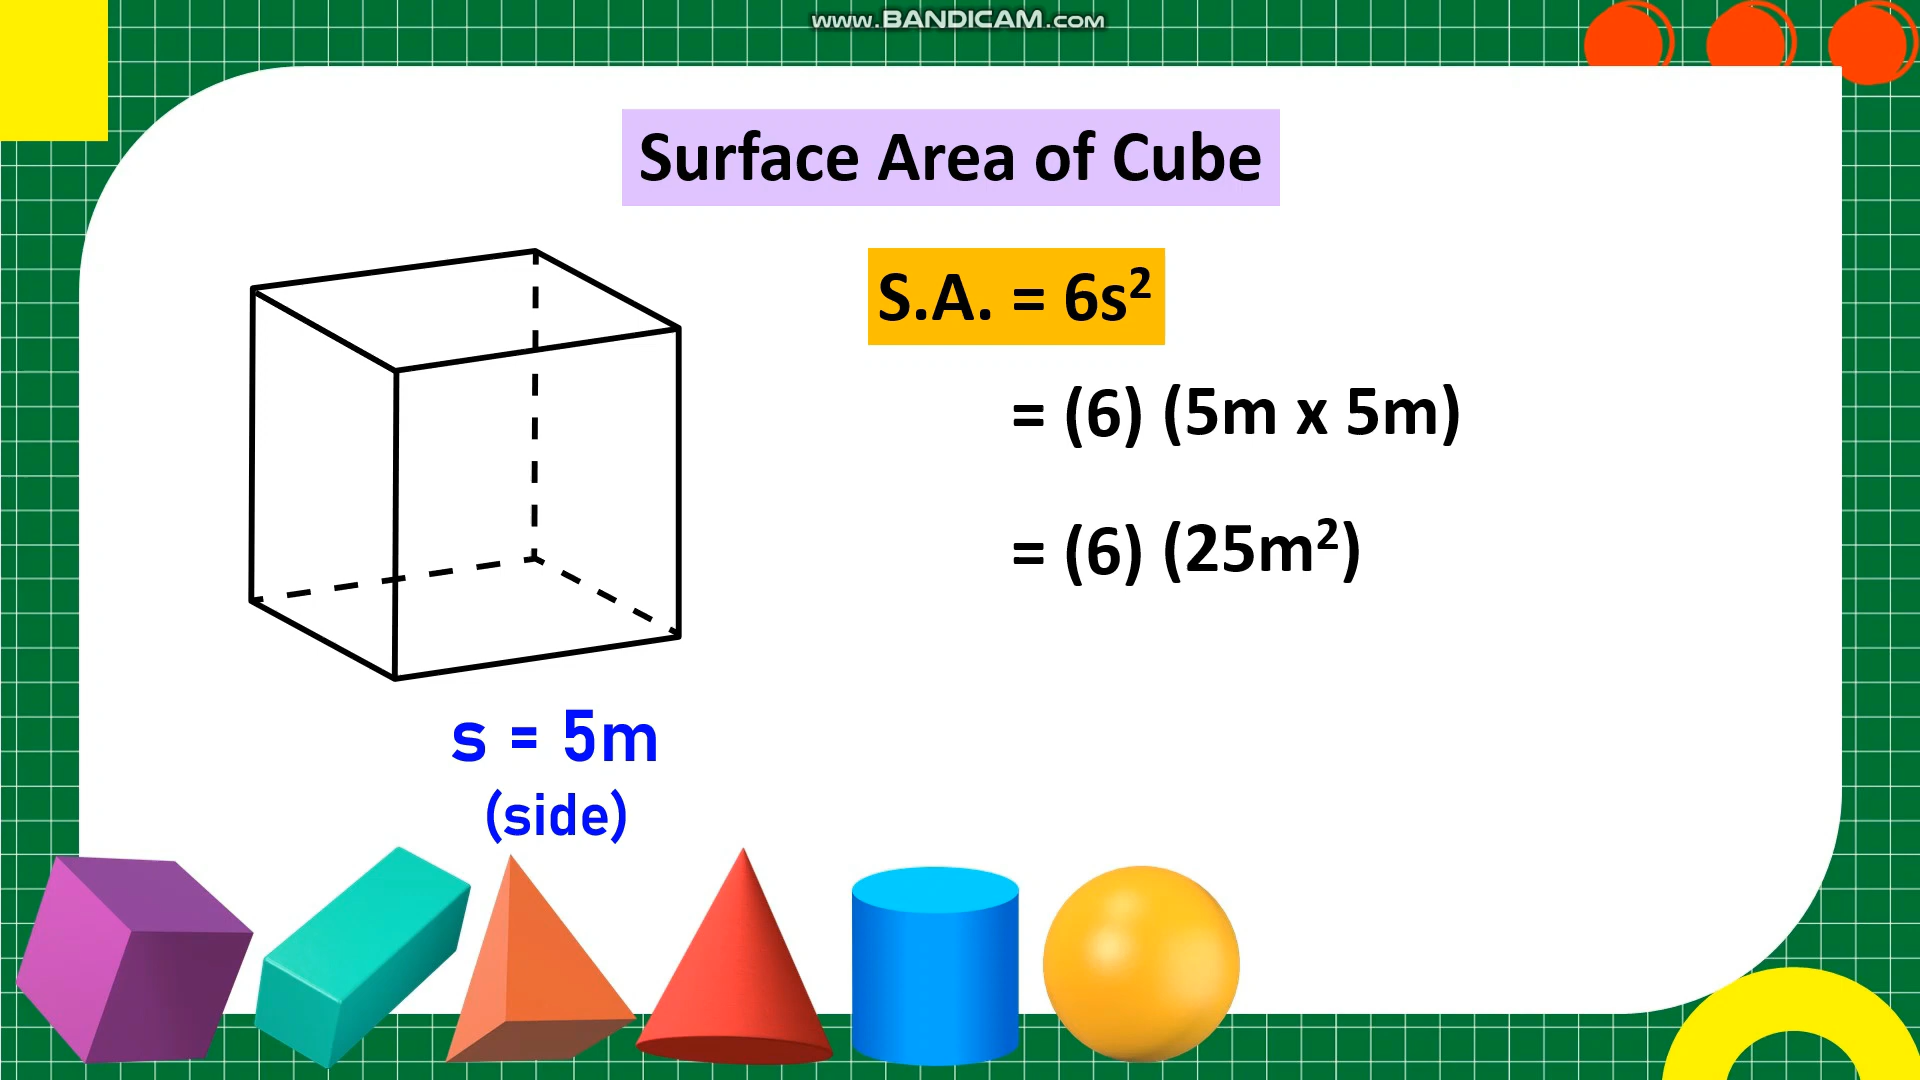 www.BANDICAM.com
Surface Area of Cube
S.A. = 6s²
= (6) (5m x 5m)
= (6) (25m²)
s = 5m
(side)